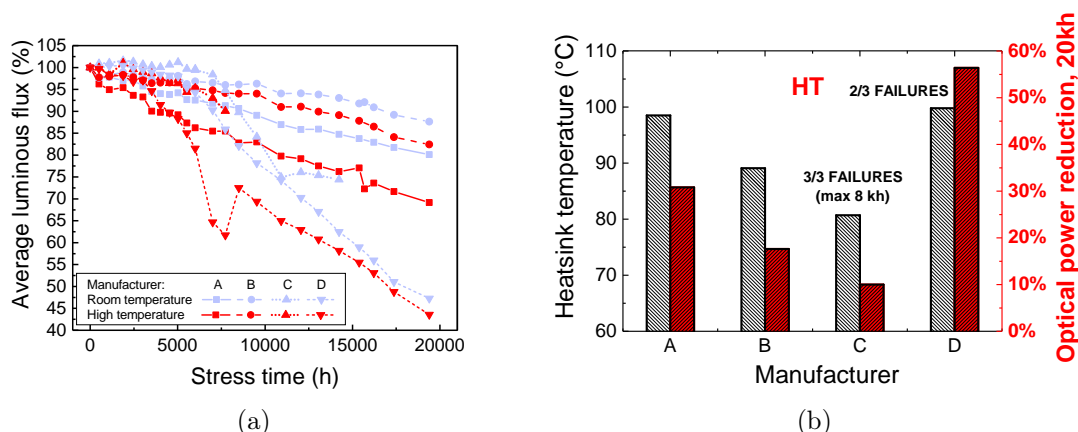 105
100
95
90
85
80
75
70
65
60
55
50
45
40
Average luminous flux (%)
Manufacturer: A B C D
Room temperature
High temperature
0 5000 10000 15000 20000
Stress time (h)
(a)
110
100
90
80
70
60
Heatsink temperature (°C)
HT
2/3 FAILURES
3/3 FAILURES
(max 8 kh)
60%
50%
40%
30%
20%
10%
0%
Optical power reduction, 20kh
A B C D
Manufacturer
(b)